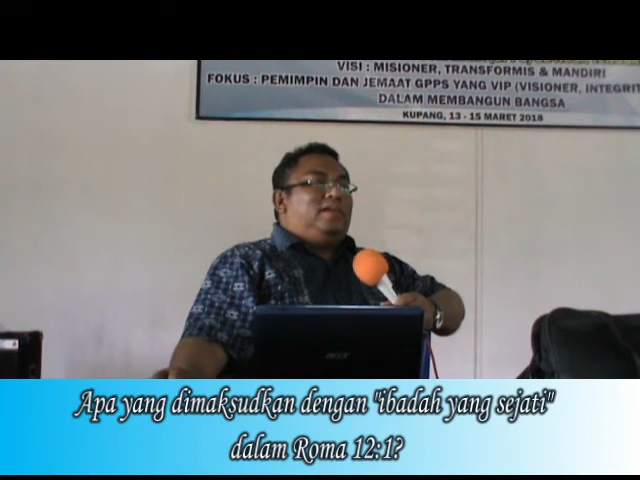 VISI : MISIONER, TRANSFORMIS & MANDIRI
FOKUS : PEMIMPIN DAN JEMAAT GPPS YANG VIP (VISIONER, INTEGRIT
DALAM MEMBANGUN BANGSA
KUPANG, 13 - 15 MARET 2018
acer
Apa yang dimaksudkan dengan "ibadah yang sejati"
dalam Roma 12:1?